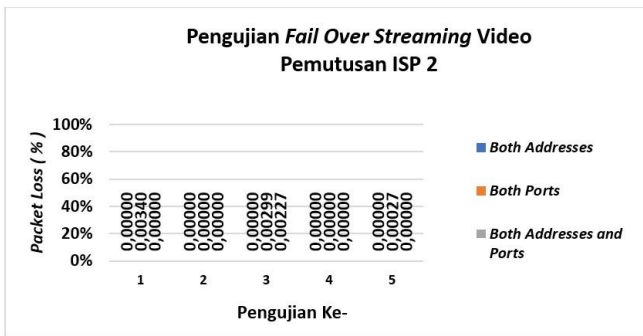 Pengujian Fail Over Streaming Video
Pemutusan ISP 2
Packet Loss ( % )
100%
80%
60%
40%
20%
0%
0,00000
0,00340
0,00000
0,00000
0,00000
0,00000
0,00000
0,00299
0,00227
0,00000
0,00000
0,00000
0,00000
0,00027
0,00000
1 2 3 4 5
Pengujian Ke-
Both Addresses
Both Ports
Both Addresses and
Ports